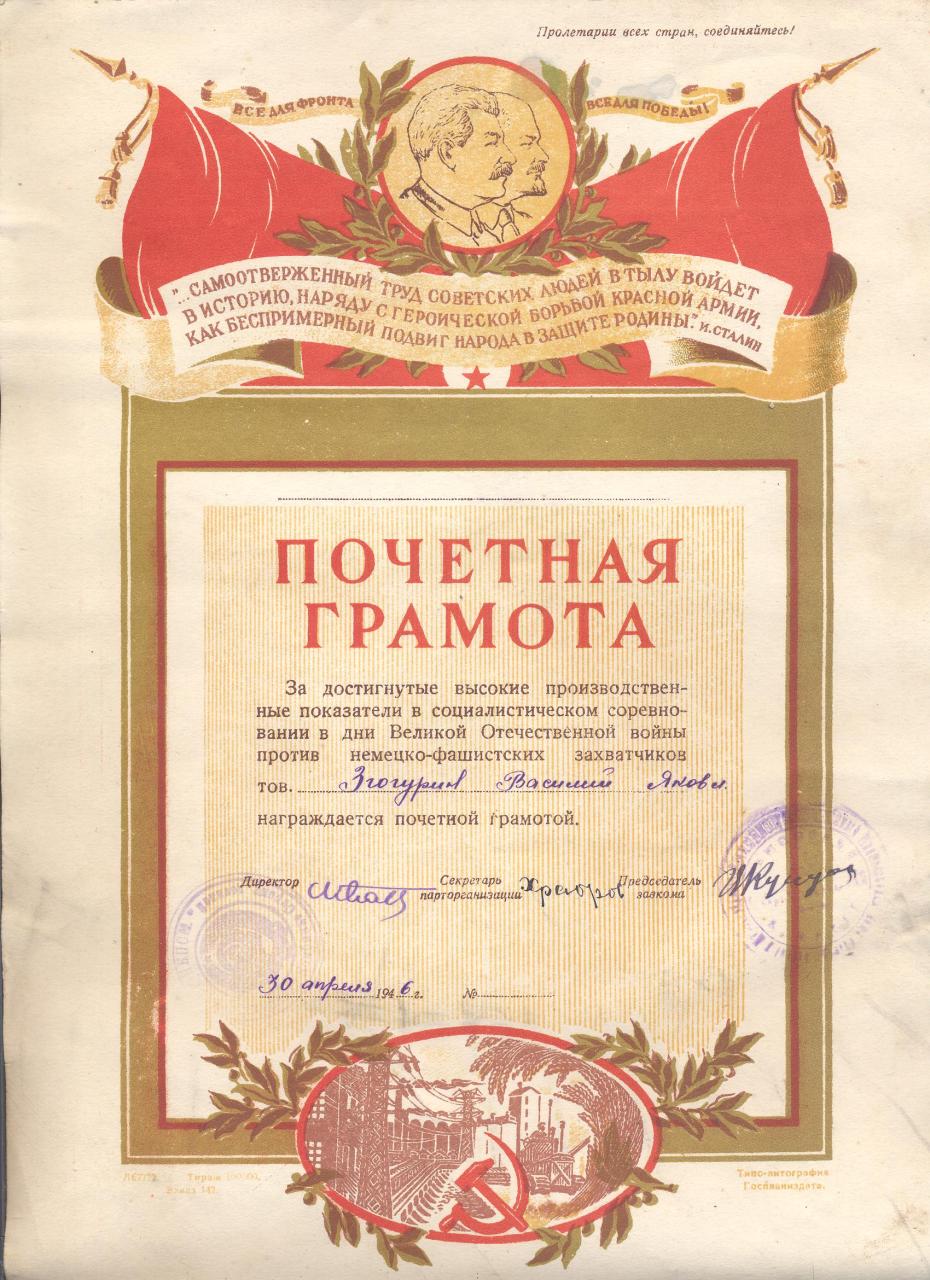 Пролетарии всех стран, соединяйтесь!
ВСЕ ДЛЯ ФРОНТА
ВСЕ ДЛЯ ПОБЕДЫ!
"...САМООТВЕРЖЕННЫЙ ТРУД СОВЕТСКИХ ЛЮДЕЙ В ТЫЛУ ВОЙДЕТ
В ИСТОРИЮ, НАРЯДУ С ГЕРОИЧЕСКОЙ БОРЬБОЙ КРАСНОЙ АРМИИ,
КАК БЕСПРИМЕРНЫЙ ПОДВИГ НАРОДА В ЗАЩИТЕ РОДИНЫ." И. СТАЛИН
ПОЧЕТНАЯ
ГРАМОТА
За достигнутые высокие производствен-
ные показатели в социалистическом соревно-
вании в дни Великой Отечественной войны
против немецко-фашистских захватчиков
тов. Василий Яковл.
награждается почетной грамотой.
Директор
Секретарь парторганизации
Председатель завкома
30 апреля 1946 г. №
Тираж
Заказ 142.
Типо-литография
Госпланиздата.